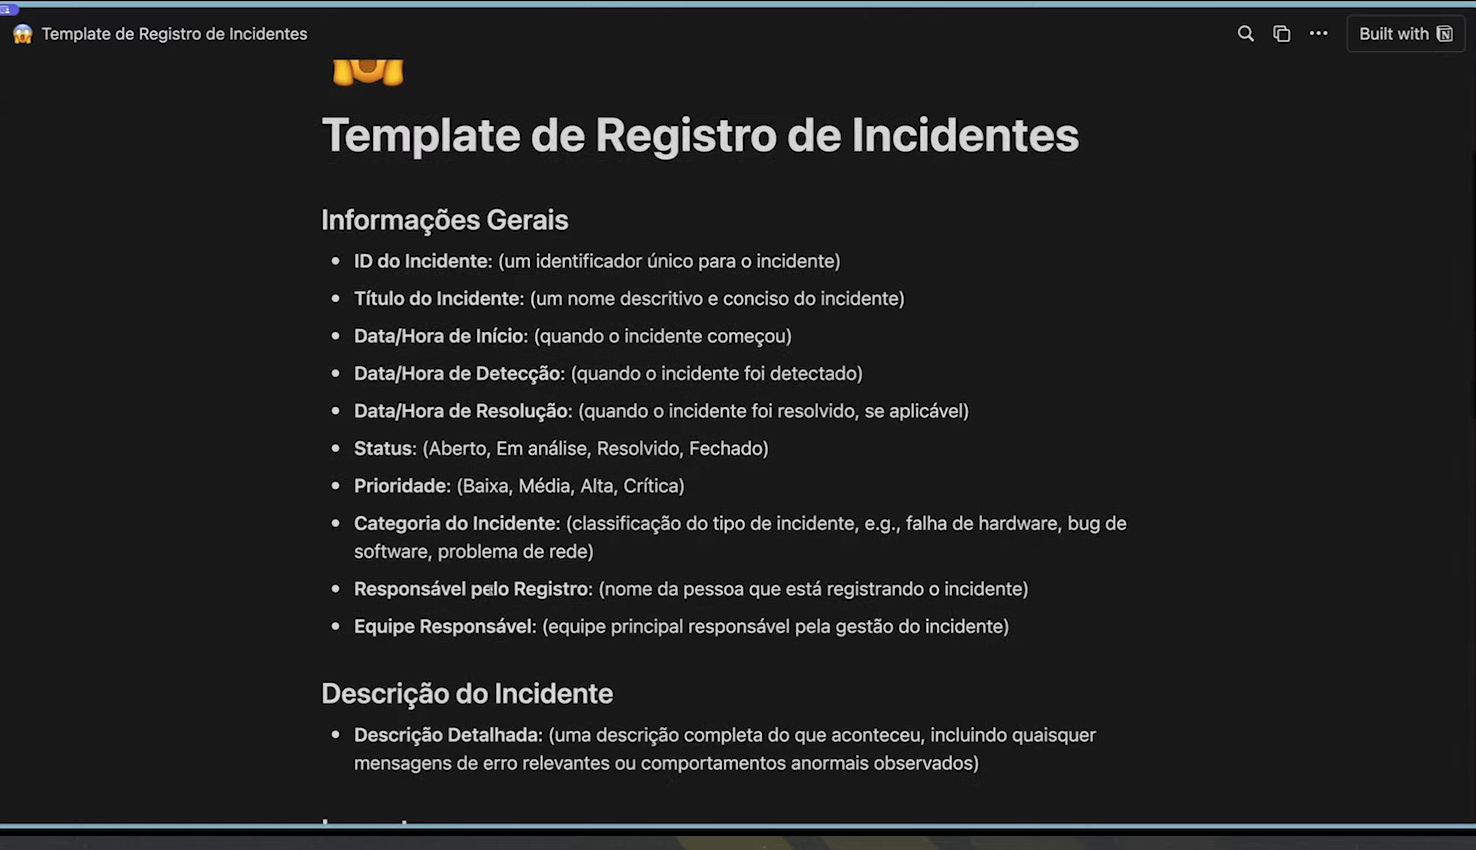 Template de Registro de Incidentes
Built with
Template de Registro de Incidentes
Informações Gerais
• ID do Incidente: (um identificador único para o incidente)
• Título do Incidente: (um nome descritivo e conciso do incidente)
• Data/Hora de Início: (quando o incidente começou)
• Data/Hora de Detecção: (quando o incidente foi detectado)
• Data/Hora de Resolução: (quando o incidente foi resolvido, se aplicável)
• Status: (Aberto, Em análise, Resolvido, Fechado)
• Prioridade: (Baixa, Média, Alta, Crítica)
• Categoria do Incidente: (classificação do tipo de incidente, e.g., falha de hardware, bug de
software, problema de rede)
• Responsável pelo Registro: (nome da pessoa que está registrando o incidente)
• Equipe Responsável: (equipe principal responsável pela gestão do incidente)
Descrição do Incidente
• Descrição Detalhada: (uma descrição completa do que aconteceu, incluindo quaisquer
mensagens de erro relevantes ou comportamentos anormais observados)